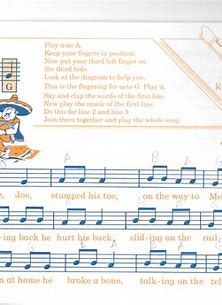 Play note A.
Keep your fingers in position.
Now put your third left finger on
the third hole.
Look at the diagram to help you.
This is the fingering for note G. Play it
Say and clap the words of the first line.
Now play the music of the first line.
Do this for line 2 and line 3.
Join them together and play the whole song.
G
R
A B A B A
e, Joe, stumped his toe, on the way to Me
B A B
ing back he hurt his back, slid-ing on the rail
B A B
n at home he broke a bone, talk-ing on the tel